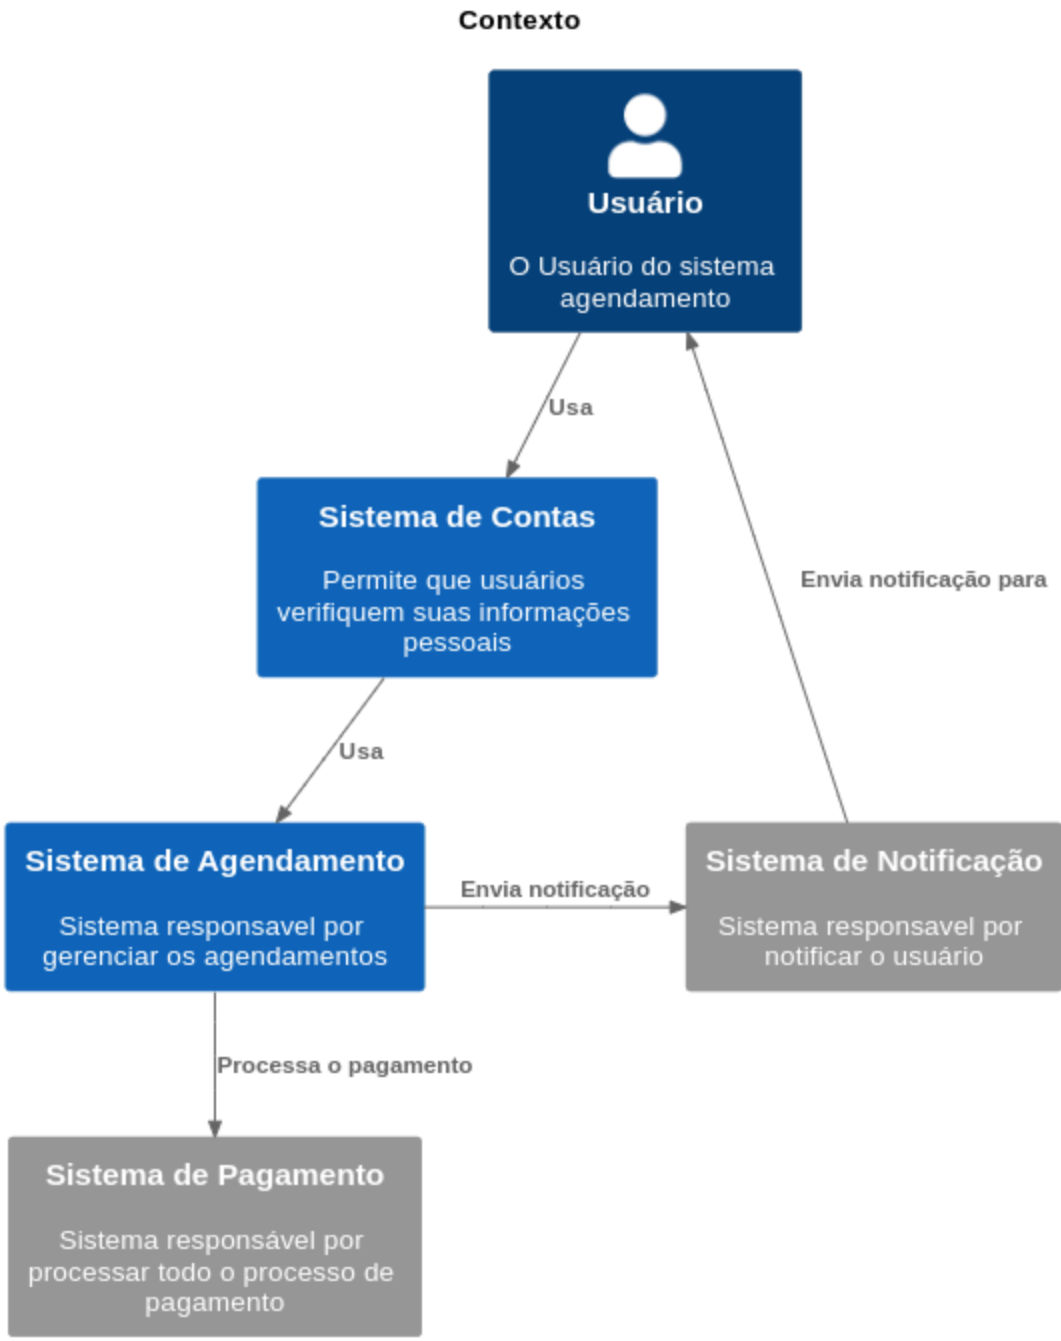 Contexto
Usuário
O Usuário do sistema
agendamento
Usa
Sistema de Contas
Permite que usuários
verifiquem suas informações
pessoais
Envia notificação para
Usa
Sistema de Agendamento
Sistema responsavel por
gerenciar os agendamentos
Envia notificação
Sistema de Notificação
Sistema responsavel por
notificar o usuário
Processa o pagamento
Sistema de Pagamento
Sistema responsável por
processar todo o processo de
pagamento